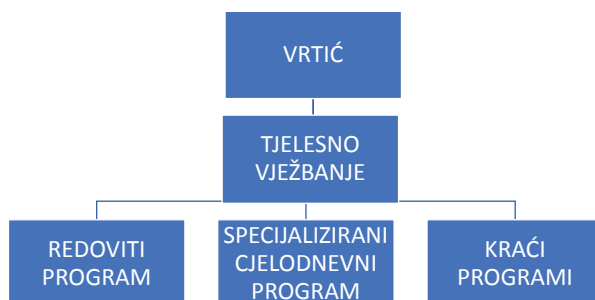 VRTIĆ
TJELESNO
VJEŽBANJE
REDOVITI
PROGRAM
SPECIJALIZIRANI
CJELODNEVNI
PROGRAM
KRAĆI
PROGRAMI